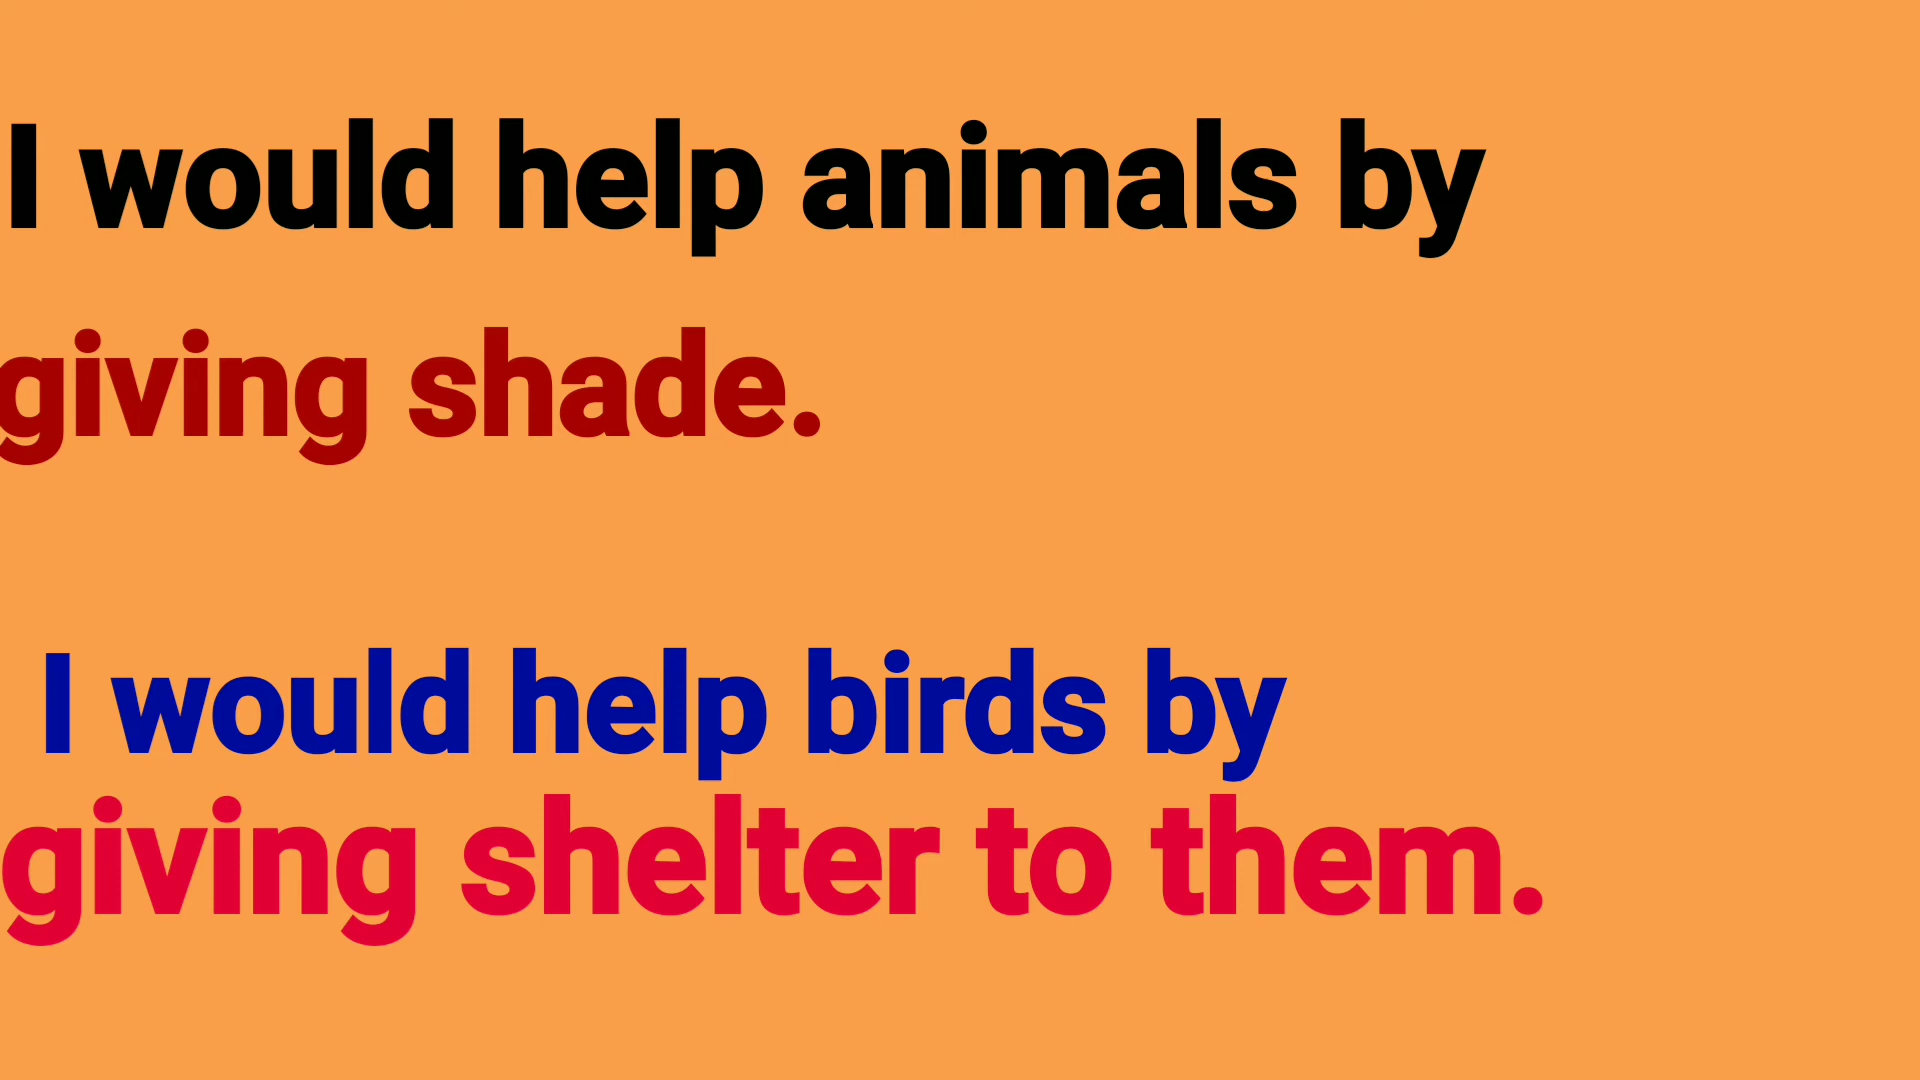 I would help animals by
giving shade.
I would help birds by
giving shelter to them.